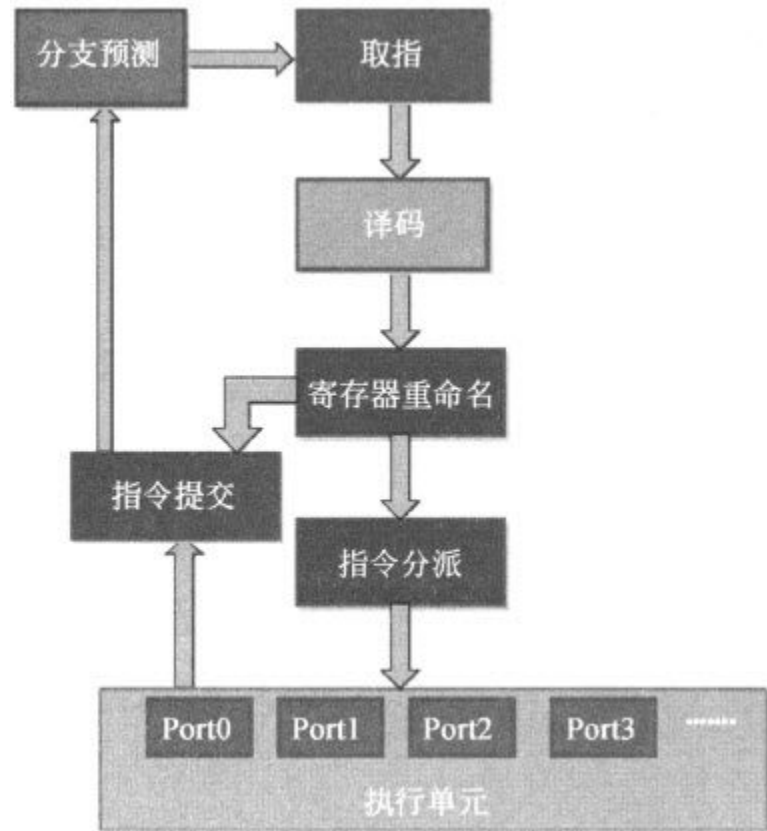 分支预测
取指
译码
寄存器重命名
指令提交
指令分派
Port0
Port1
Port2
Port3
.......
执行单元